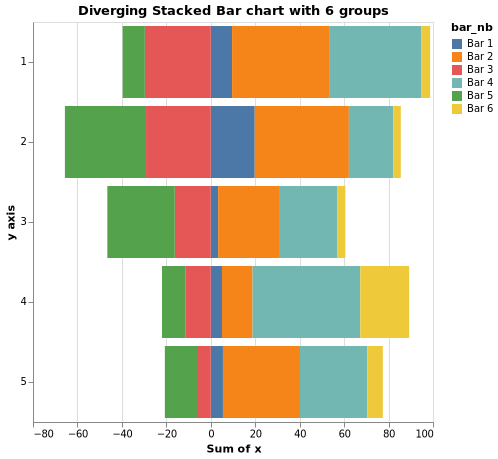 Diverging Stacked Bar chart with 6 groups
bar_nb
Bar 1
Bar 2
Bar 3
Bar 4
Bar 5
Bar 6
y axis
1
2
3
4
5
−80 −60 −40 −20 0 20 40 60 80 100
Sum of x